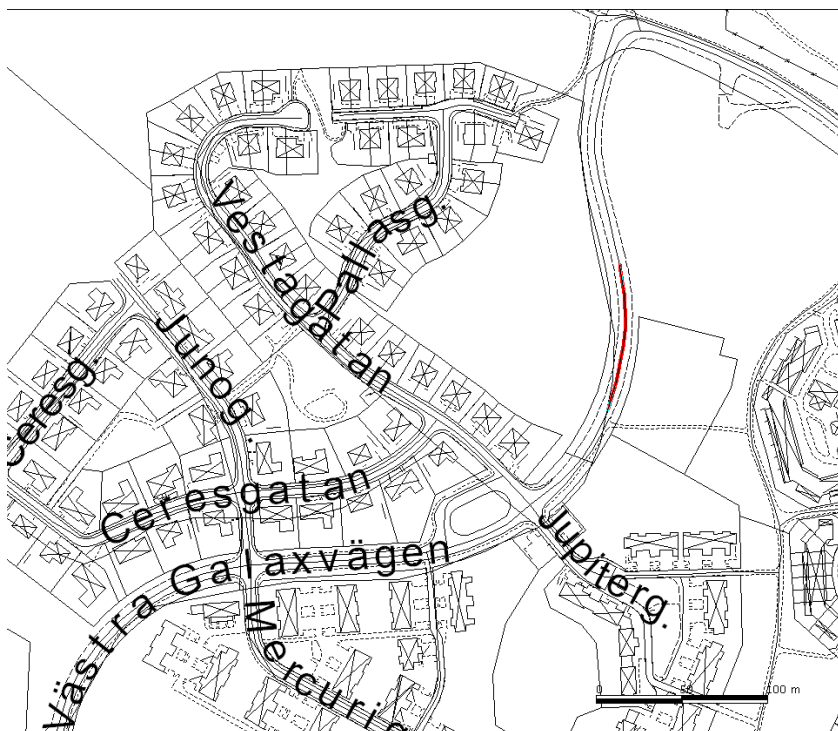 Vestagatan
Pallasg.
Junog.
Ceresg.
Ceresgatan
Västra Galaxvägen
Jupiterg.
Mercurig
0 50 100 m